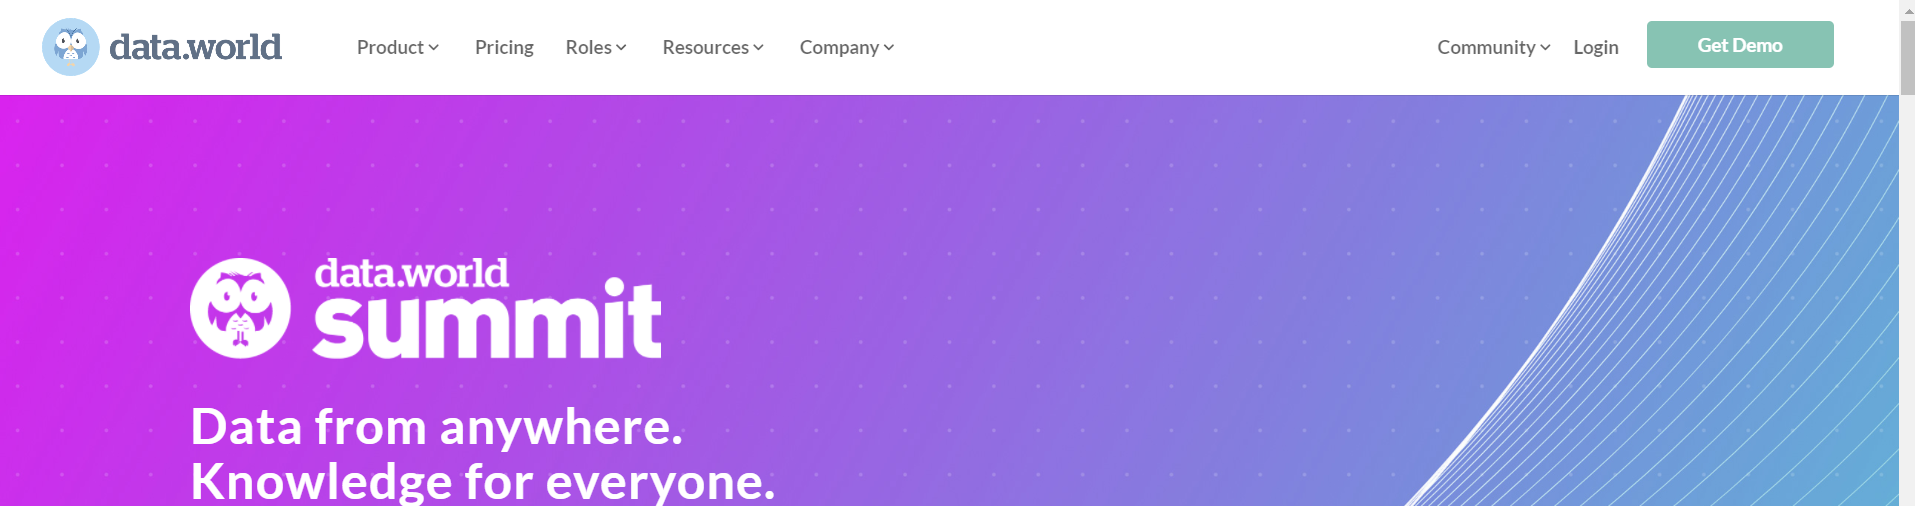 data.world Product Pricing Roles Resources Company Community Login Get Demo
data.world
summit
Data from anywhere.
Knowledge for everyone.